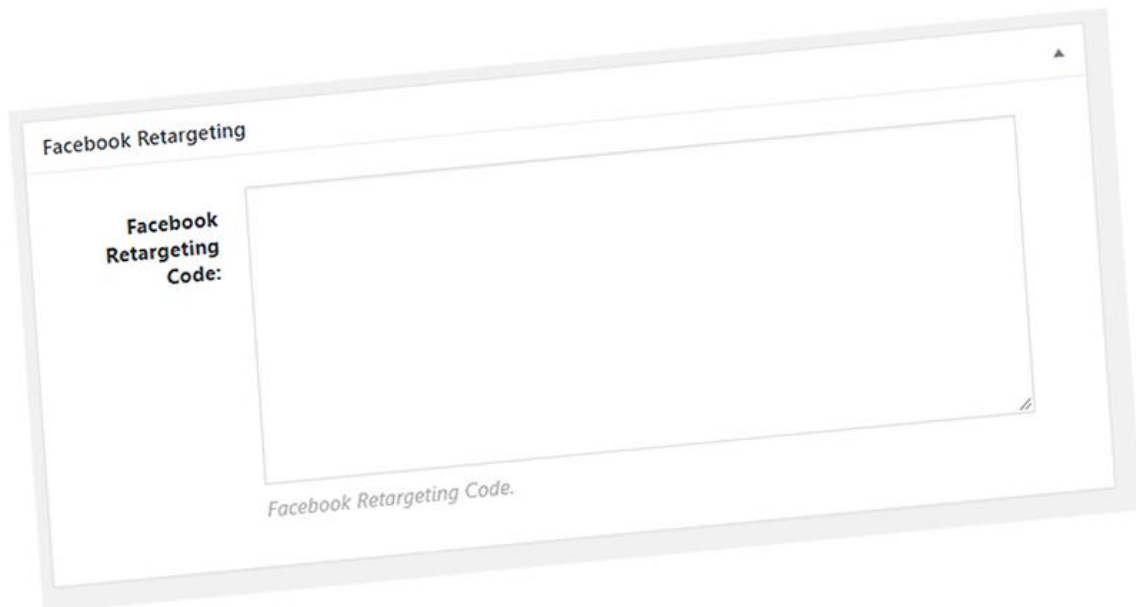 Facebook Retargeting
Facebook
Retargeting
Code:
Facebook Retargeting Code.